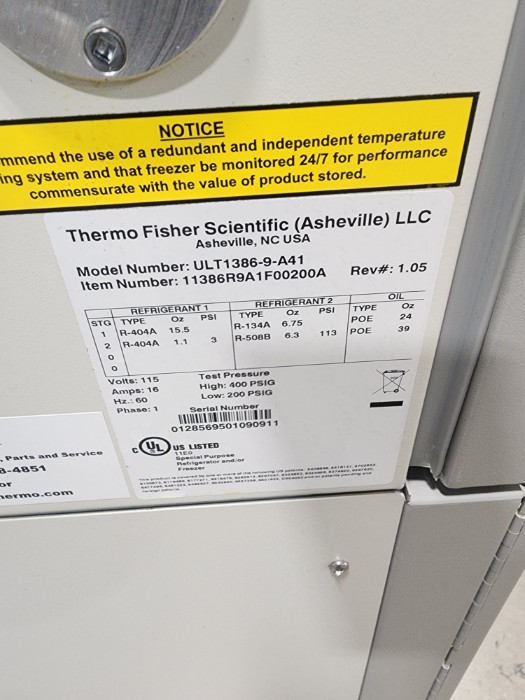 NOTICE
mmend the use of a redundant and independent temperature
ing system and that freezer be monitored 24/7 for performance
commensurate with the value of product stored.
Thermo Fisher Scientific (Asheville) LLC
Asheville, NC USA
Model Number: ULT1386-9-A41
Item Number: 11386R9A1F00200A Rev#: 1.05
REFRIGERANT 1 REFRIGERANT 2 OIL
STG TYPE Oz PSI TYPE Oz PSI TYPE Oz
1 R-404A 15.5 R-134A 6.75 POE 24
2 R-404A 1.1 3 R-508B 6.3 113 POE 39
0
0
Volts: 115 Test Pressure
Amps: 16 High: 400 PSIG
Hz.: 60 Low: 200 PSIG
Phase: 1 Serial Number
0128569501090911
C UL US LISTED
11E0
Special Purpose
Refrigerator and/or
Freezer
, Parts and Service
8-4851
or
ermo.com